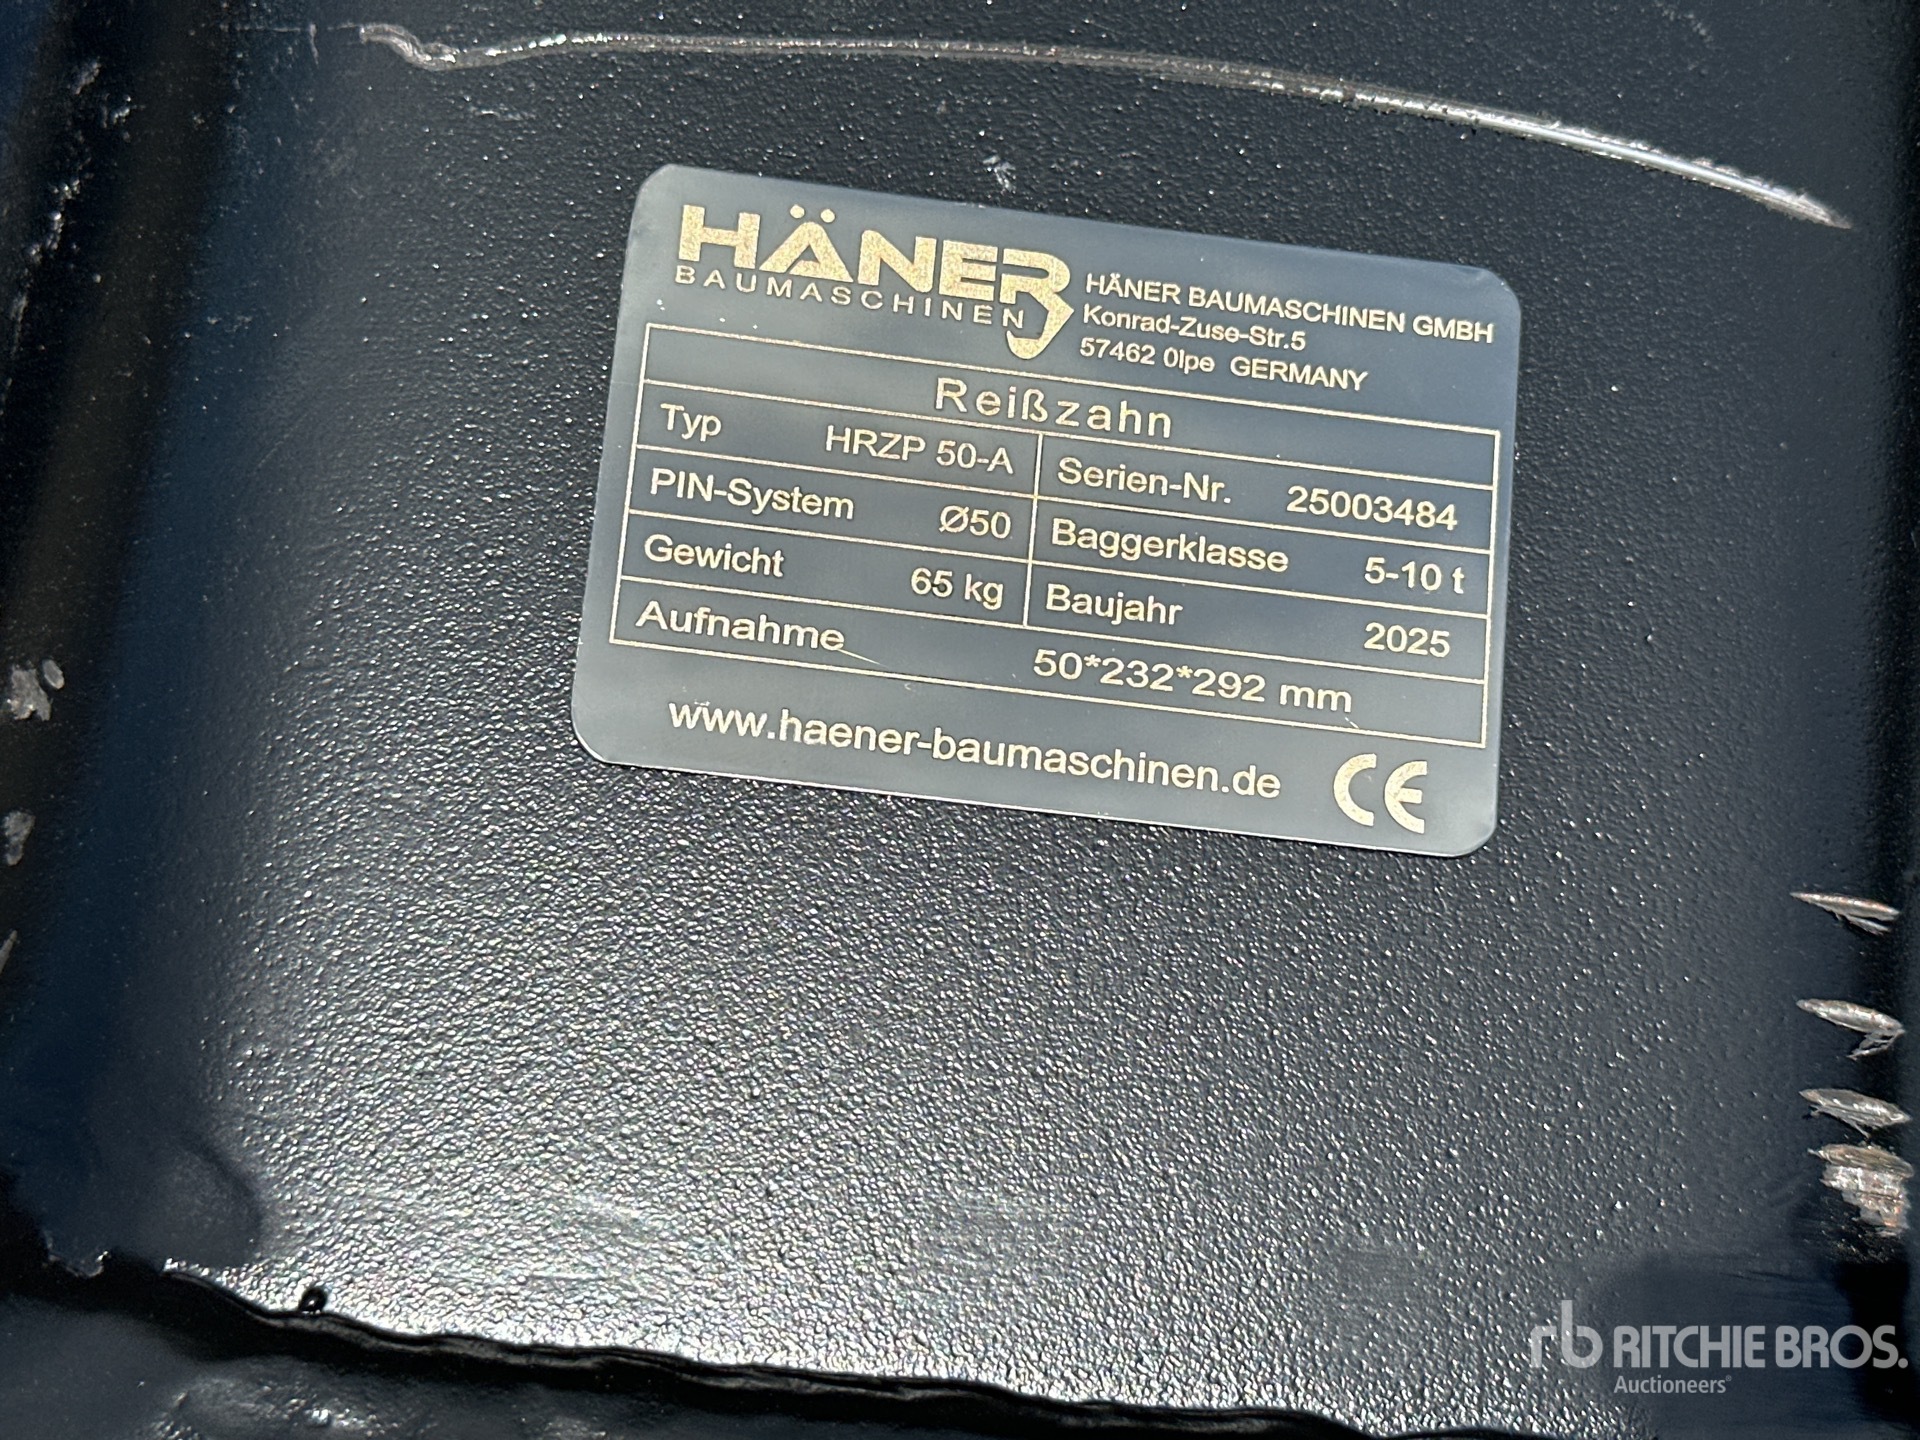 HÄNER
BAUMASCHINEN
HÄNER BAUMASCHINEN GMBH
Konrad-Zuse-Str.5
57462 Olpe GERMANY
Reißzahn
Typ HRZP 50-A Serien-Nr. 25003484
PIN-System Ø50 Baggerklasse 5-10 t
Gewicht 65 kg Baujahr 2025
Aufnahme 50*232*292 mm
www.haener-baumaschinen.de CE
rb RITCHIE BROS.
Auctioneers